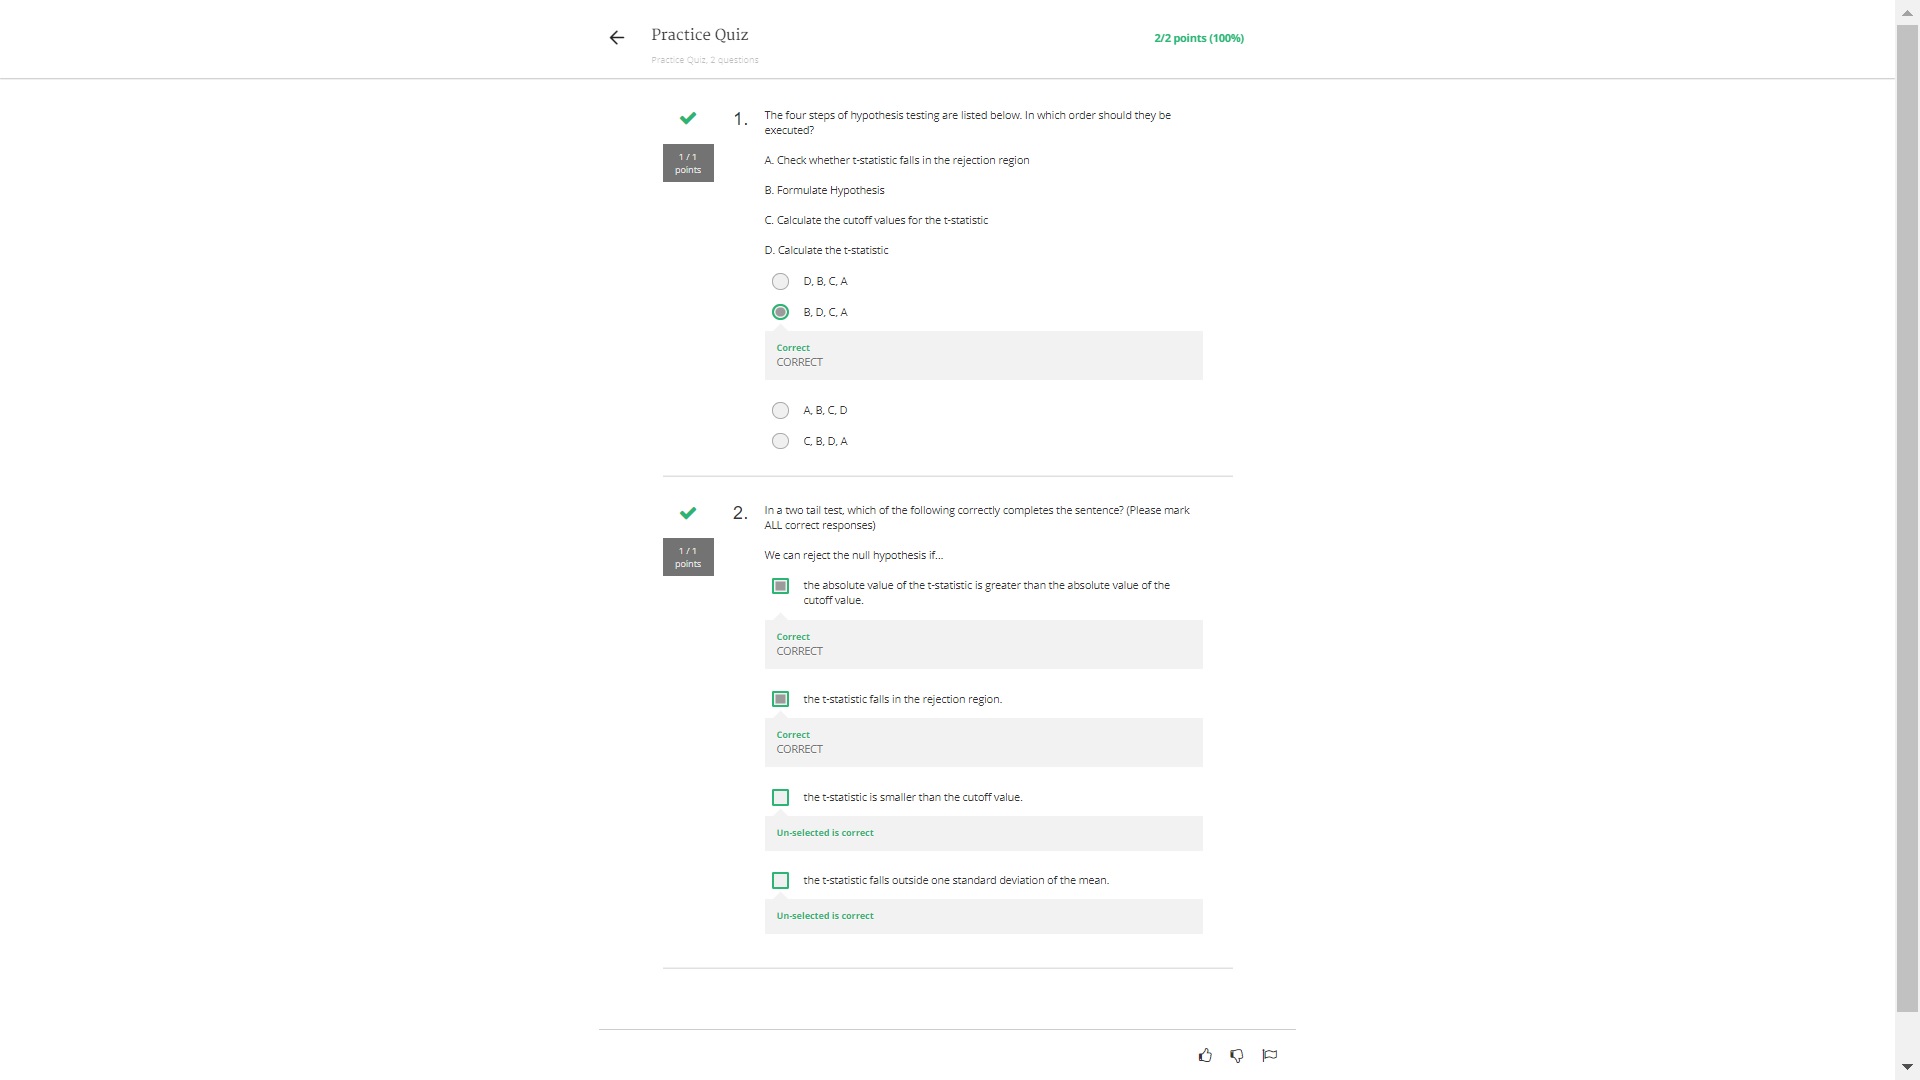 Practice Quiz
2/2 points (100%)
Practice Quiz, 2 questions
1.
The four steps of hypothesis testing are listed below. In which order should they be
executed?
1 / 1
points
A. Check whether t-statistic falls in the rejection region
B. Formulate Hypothesis
C. Calculate the cutoff values for the t-statistic
D. Calculate the t-statistic
D, B, C, A
B, D, C, A
Correct
CORRECT
A, B, C, D
C, B, D, A
2.
In a two tail test, which of the following correctly completes the sentence? (Please mark
ALL correct responses)
1 / 1
points
We can reject the null hypothesis if...
the absolute value of the t-statistic is greater than the absolute value of the
cutoff value.
Correct
CORRECT
the t-statistic falls in the rejection region.
Correct
CORRECT
the t-statistic is smaller than the cutoff value.
Un-selected is correct
the t-statistic falls outside one standard deviation of the mean.
Un-selected is correct